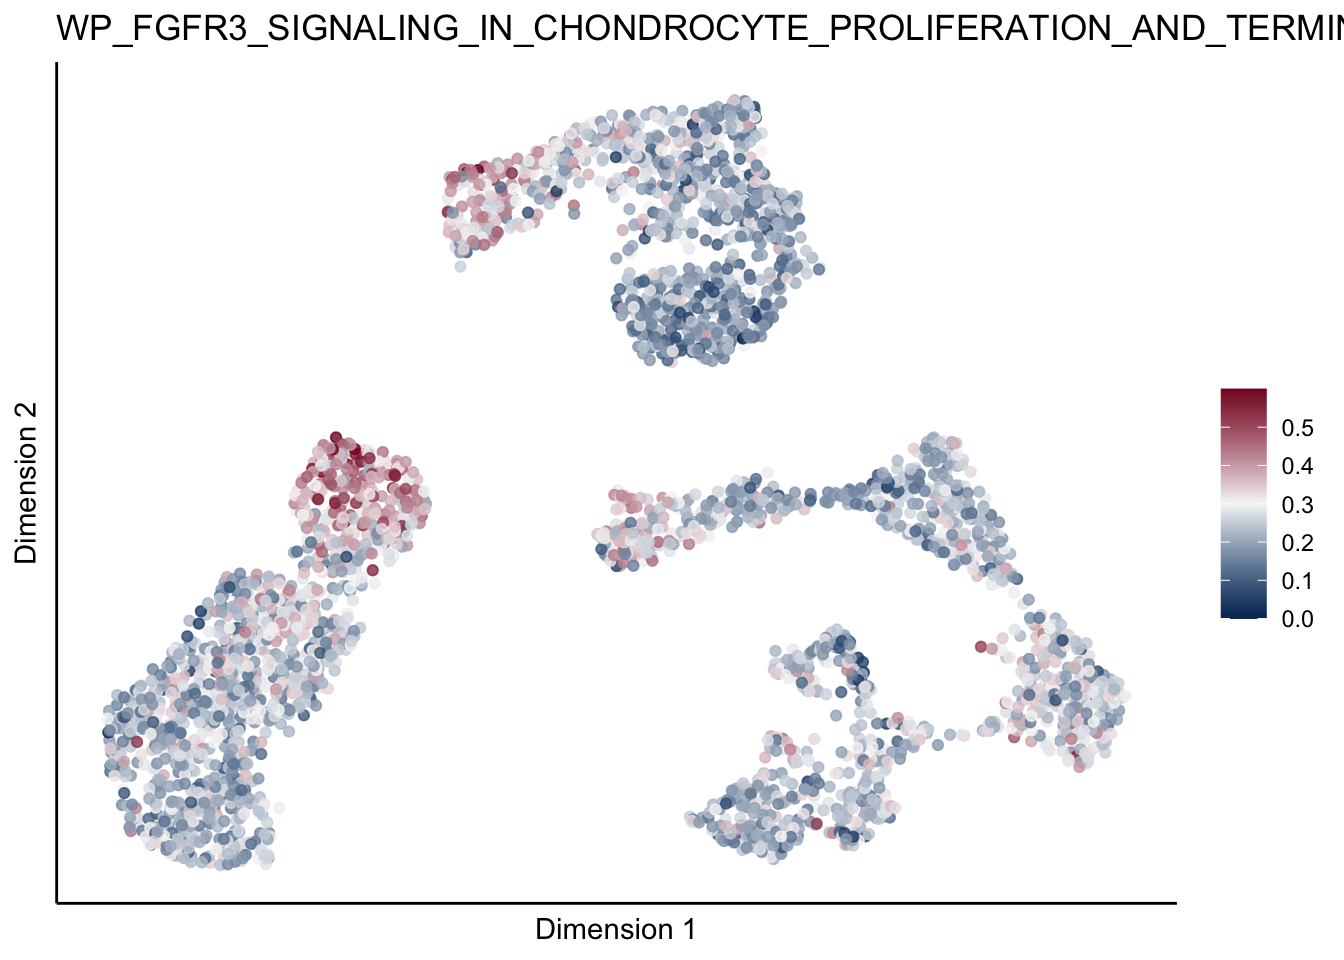 WP_FGFR3_SIGNALING_IN_CHONDROCYTE_PROLIFERATION_AND_TERMIN
Dimension 2
0.5
0.4
0.3
0.2
0.1
0.0
Dimension 1